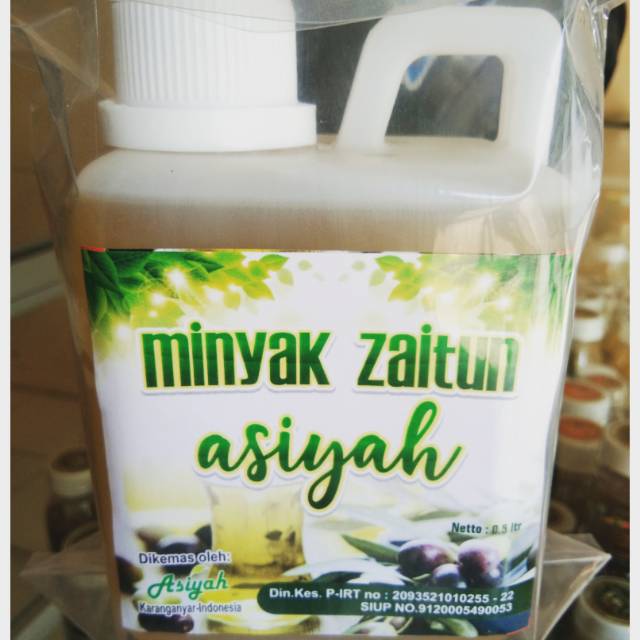 minyak zaitun
asiyah
Netto : 0.5 ltr
Dikemas oleh:
Asiyah
Karanganyar-Indonesia
Din.Kes. P-IRT no : 2093521010255 - 22
SIUP NO.9120005490053